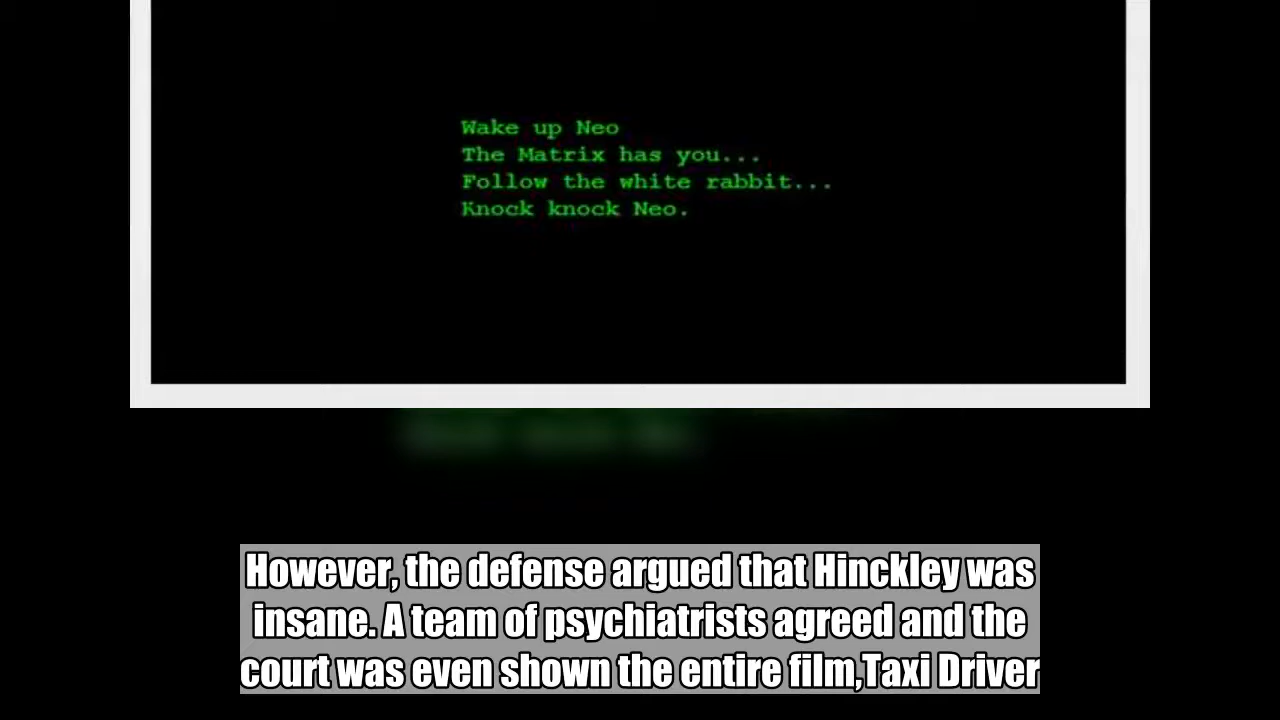 Wake up Neo
The Matrix has you...
Follow the white rabbit...
Knock knock Neo.
However, the defense argued that Hinckley was
insane. A team of psychiatrists agreed and the
court was even shown the entire film,Taxi Driver